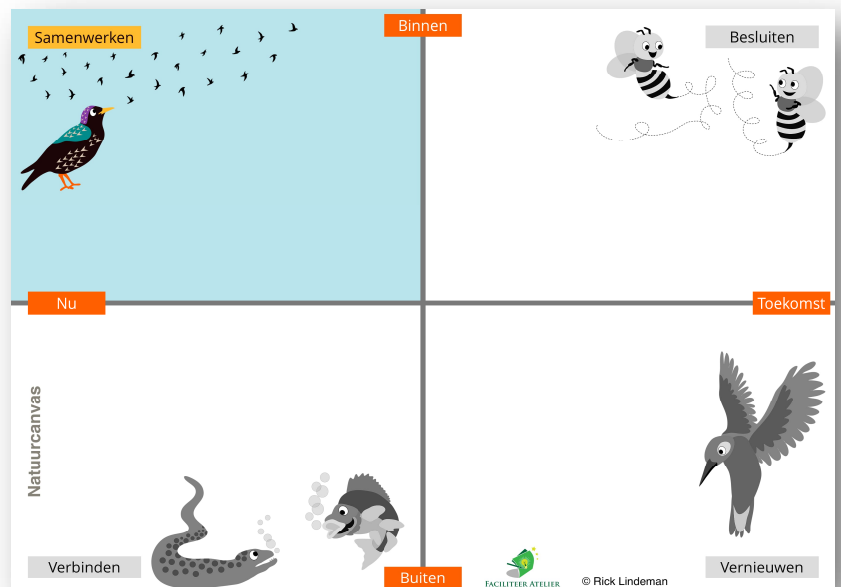 Binnen
Samenwerken
Besluiten
Nu
Toekomst
Natuurcanvas
Verbinden
Buiten
FACILITEER ATELIER
© Rick Lindeman
Vernieuwen